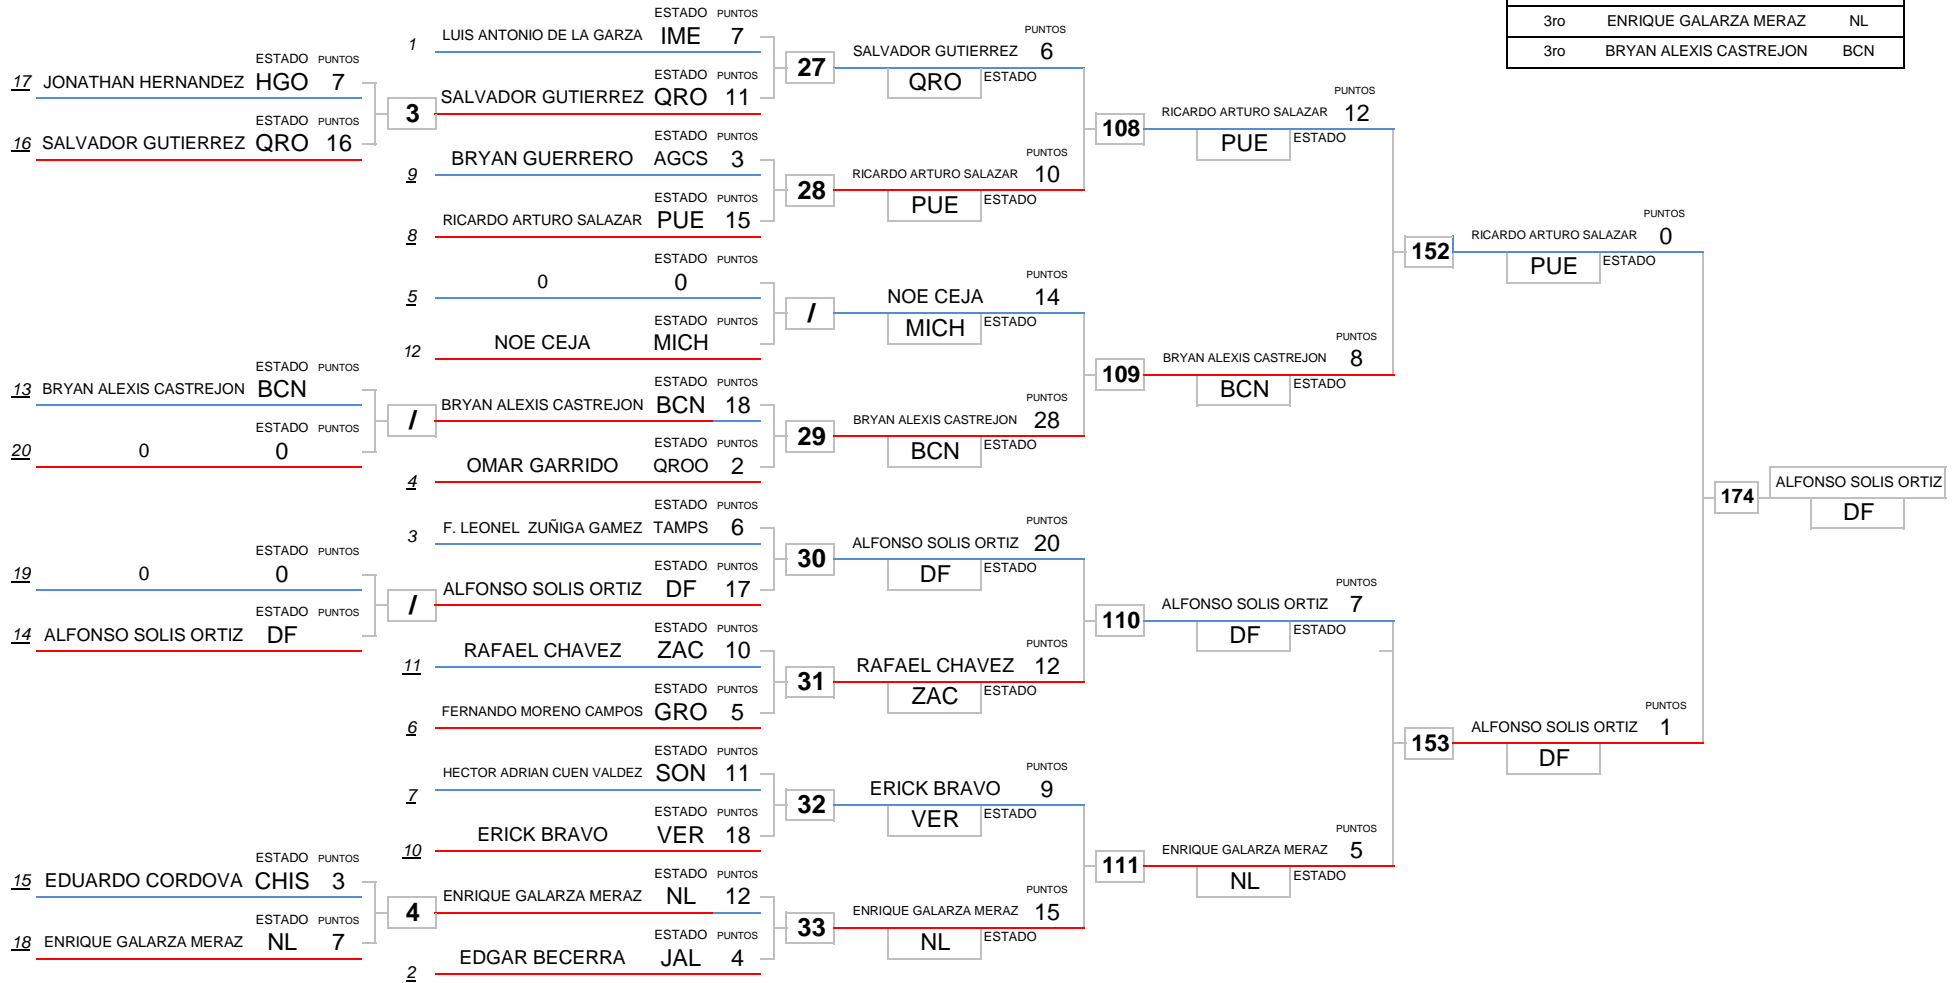 3ro ENRIQUE GALARZA MERAZ NL
3ro BRYAN ALEXIS CASTREJON BCN
ESTADO PUNTOS
17 JONATHAN HERNANDEZ HGO 7
ESTADO PUNTOS
16 SALVADOR GUTIERREZ QRO 16
3
ESTADO PUNTOS
13 BRYAN ALEXIS CASTREJON BCN
ESTADO PUNTOS
20 0 0
/
ESTADO PUNTOS
19 0 0
ESTADO PUNTOS
14 ALFONSO SOLIS ORTIZ DF
/
ESTADO PUNTOS
15 EDUARDO CORDOVA CHIS 3
ESTADO PUNTOS
18 ENRIQUE GALARZA MERAZ NL 7
4
ESTADO PUNTOS
1 LUIS ANTONIO DE LA GARZA IME 7
ESTADO PUNTOS
SALVADOR GUTIERREZ QRO 11
27
ESTADO PUNTOS
9 BRYAN GUERRERO AGCS 3
ESTADO PUNTOS
8 RICARDO ARTURO SALAZAR PUE 15
28
ESTADO PUNTOS
5 0 0
ESTADO PUNTOS
12 NOE CEJA MICH
/
ESTADO PUNTOS
BRYAN ALEXIS CASTREJON BCN 18
ESTADO PUNTOS
4 OMAR GARRIDO QROO 2
29
ESTADO PUNTOS
3 F. LEONEL ZUÑIGA GAMEZ TAMPS 6
ESTADO PUNTOS
ALFONSO SOLIS ORTIZ DF 17
30
ESTADO PUNTOS
11 RAFAEL CHAVEZ ZAC 10
ESTADO PUNTOS
6 FERNANDO MORENO CAMPOS GRO 5
31
ESTADO PUNTOS
7 HECTOR ADRIAN CUEN VALDEZ SON 11
ESTADO PUNTOS
10 ERICK BRAVO VER 18
32
ESTADO PUNTOS
ENRIQUE GALARZA MERAZ NL 12
ESTADO PUNTOS
2 EDGAR BECERRA JAL 4
33
PUNTOS
SALVADOR GUTIERREZ 6
QRO ESTADO
PUNTOS
RICARDO ARTURO SALAZAR 10
PUE ESTADO
108
PUNTOS
NOE CEJA 14
MICH ESTADO
PUNTOS
BRYAN ALEXIS CASTREJON 28
BCN ESTADO
109
PUNTOS
ALFONSO SOLIS ORTIZ 20
DF ESTADO
PUNTOS
RAFAEL CHAVEZ 12
ZAC ESTADO
110
PUNTOS
ERICK BRAVO 9
VER ESTADO
PUNTOS
ENRIQUE GALARZA MERAZ 15
NL ESTADO
111
PUNTOS
RICARDO ARTURO SALAZAR 12
PUE ESTADO
PUNTOS
BRYAN ALEXIS CASTREJON 8
BCN ESTADO
152
PUNTOS
ALFONSO SOLIS ORTIZ 7
DF ESTADO
PUNTOS
ENRIQUE GALARZA MERAZ 5
NL ESTADO
153
PUNTOS
RICARDO ARTURO SALAZAR 0
PUE ESTADO
PUNTOS
ALFONSO SOLIS ORTIZ 1
DF
174
ALFONSO SOLIS ORTIZ
DF